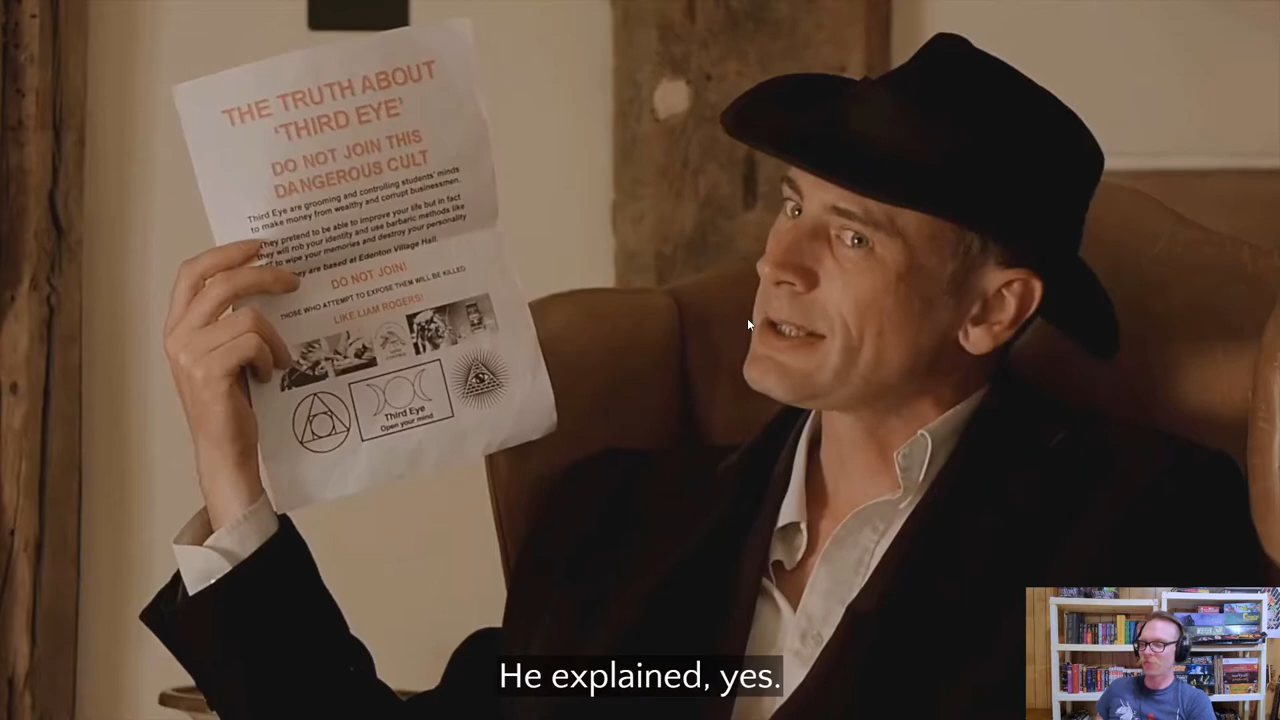 THE TRUTH ABOUT
'THIRD EYE'
DO NOT JOIN THIS
DANGEROUS CULT
Third Eye are grooming and controlling students' minds
to make money from wealthy and corrupt businessmen.
They pretend to be able to improve your life but in fact
they will rob your identity and use barbaric methods like
to wipe your memories and destroy your personality
are based at Edenton Village Hall.
DO NOT JOIN!
THOSE WHO ATTEMPT TO EXPOSE THEM WILL BE KILLED
LIKE LIAM ROGERS!
Third Eye
Open your mind
He explained, yes.